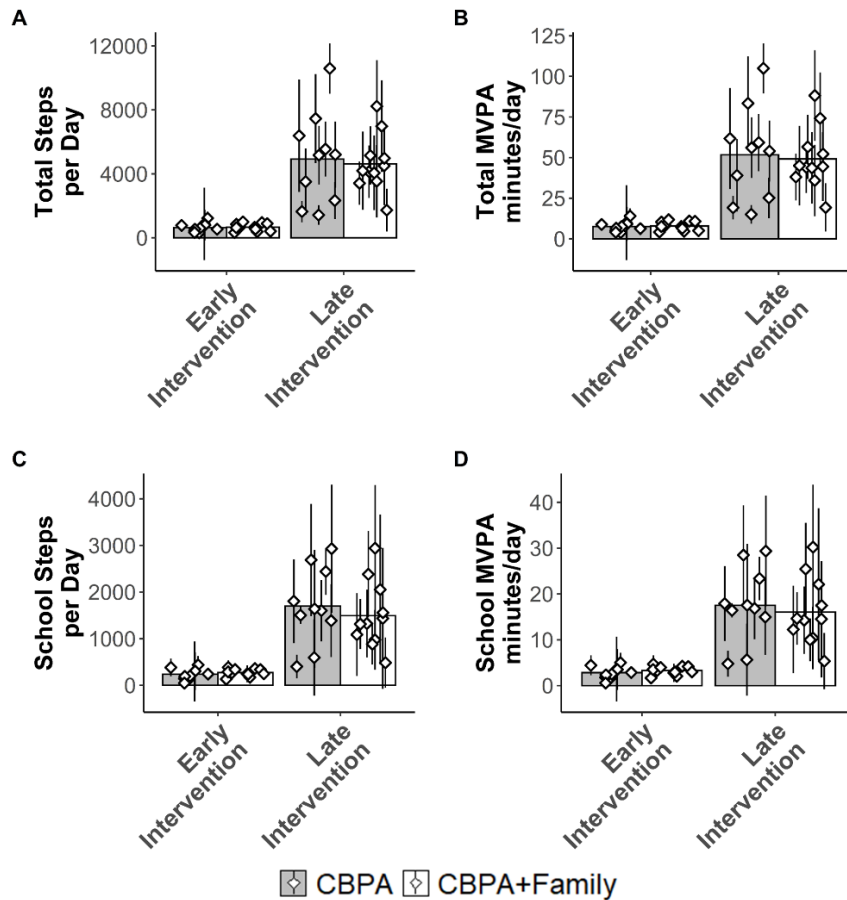 A
Total Steps
per Day
12000
8000
4000
0
Early
Intervention
Late
Intervention
B
Total MVPA
minutes/day
125
100
75
50
25
0
Early
Intervention
Late
Intervention
C
School Steps
per Day
4000
3000
2000
1000
0
Early
Intervention
Late
Intervention
D
School MVPA
minutes/day
40
30
20
10
0
Early
Intervention
Late
Intervention
CBPA CBPA+Family